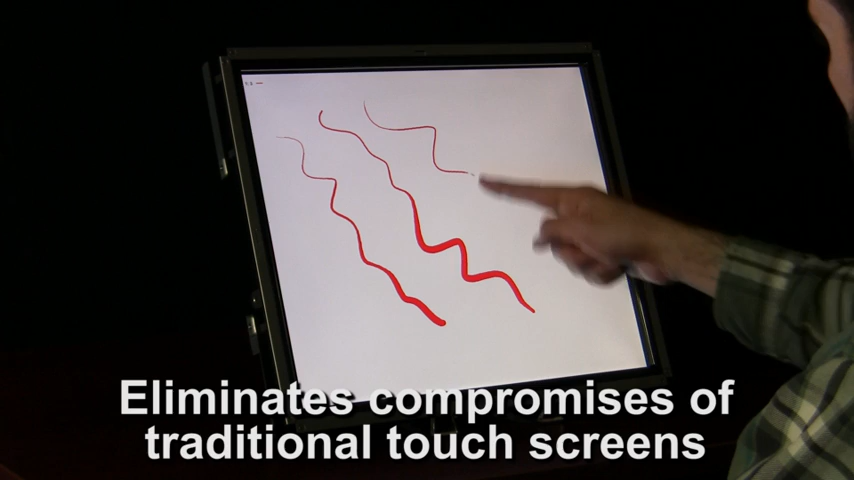 Eliminates compromises of
traditional touch screens